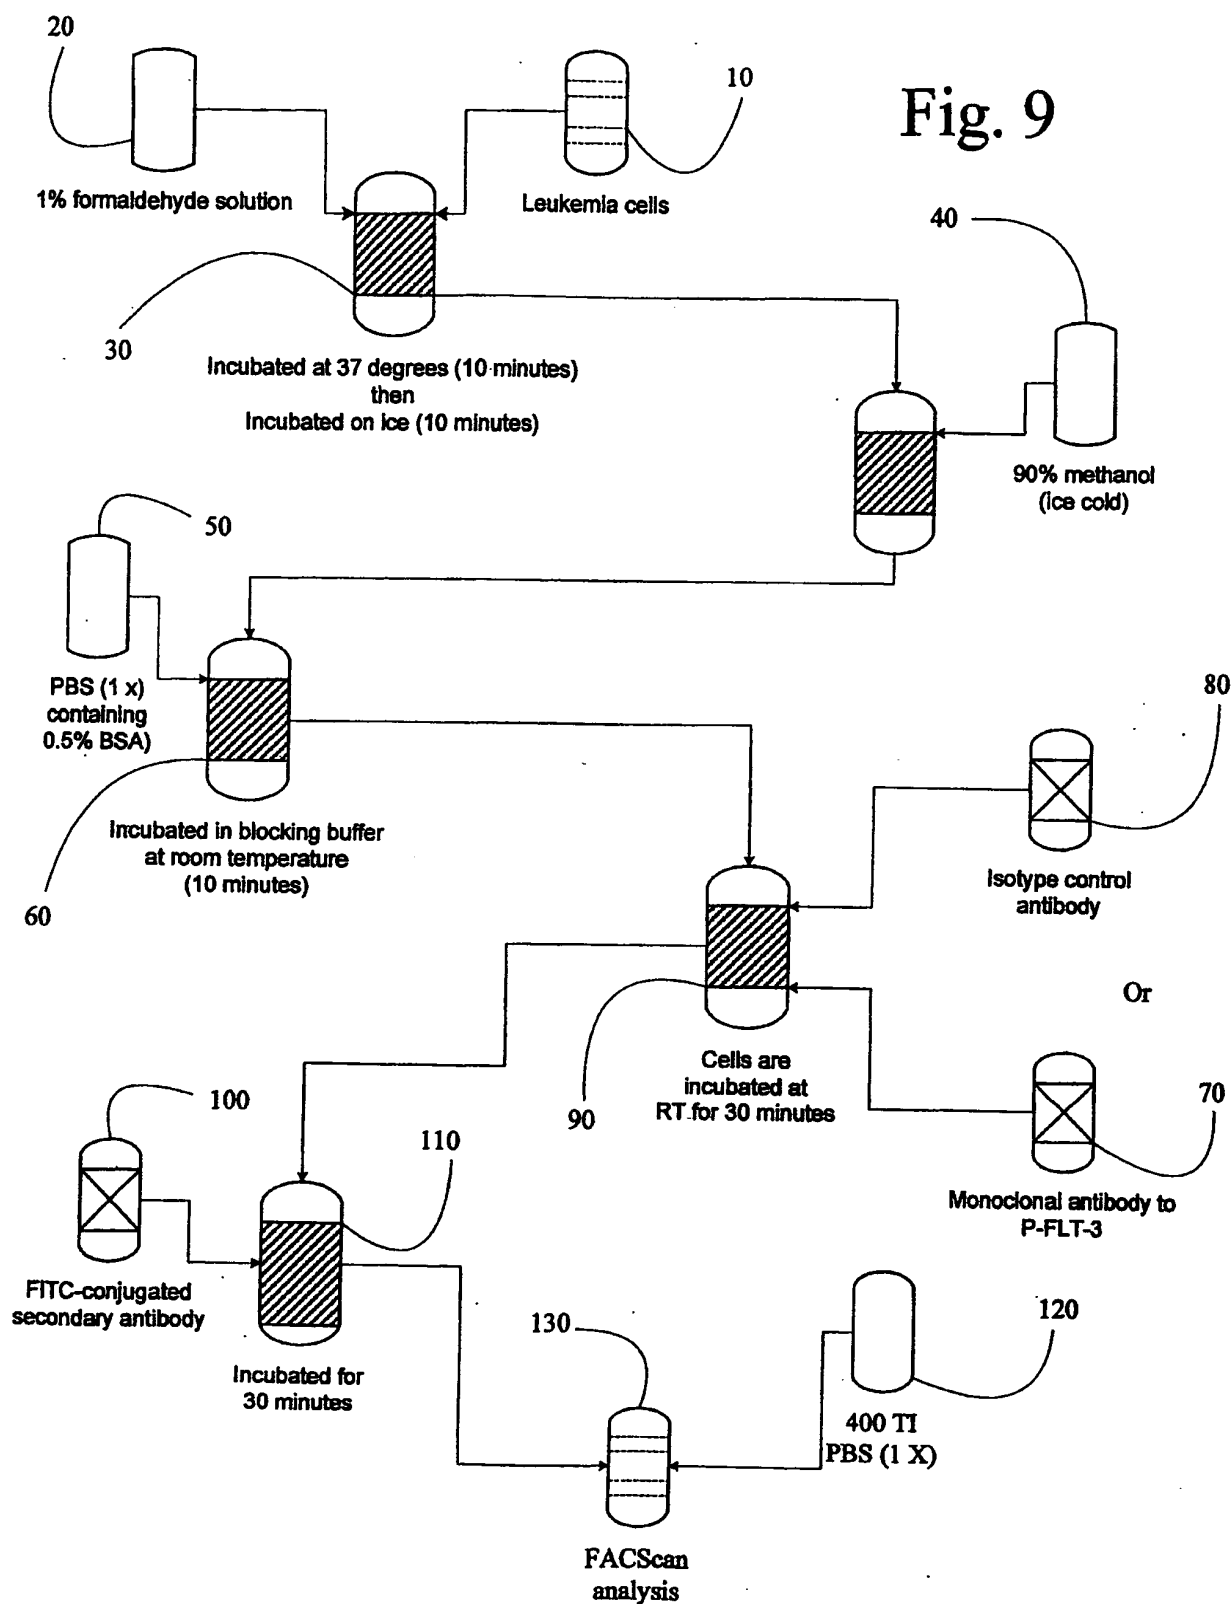 20
10
Fig. 9
1% formaldehyde solution
Leukemia cells
40
30
Incubated at 37 degrees (10 minutes)
then
Incubated on ice (10 minutes)
90% methanol
(ice cold)
50
PBS (1 x)
containing
0.5% BSA)
80
Incubated in blocking buffer
at room temperature
(10 minutes)
60
Isotype control
antibody
Or
Cells are
incubated at
RT for 30 minutes
90
70
100
110
Monoclonal antibody to
P-FLT-3
FITC-conjugated
secondary antibody
130
120
Incubated for
30 minutes
400 TI
PBS (1 X)
FACScan
analysis